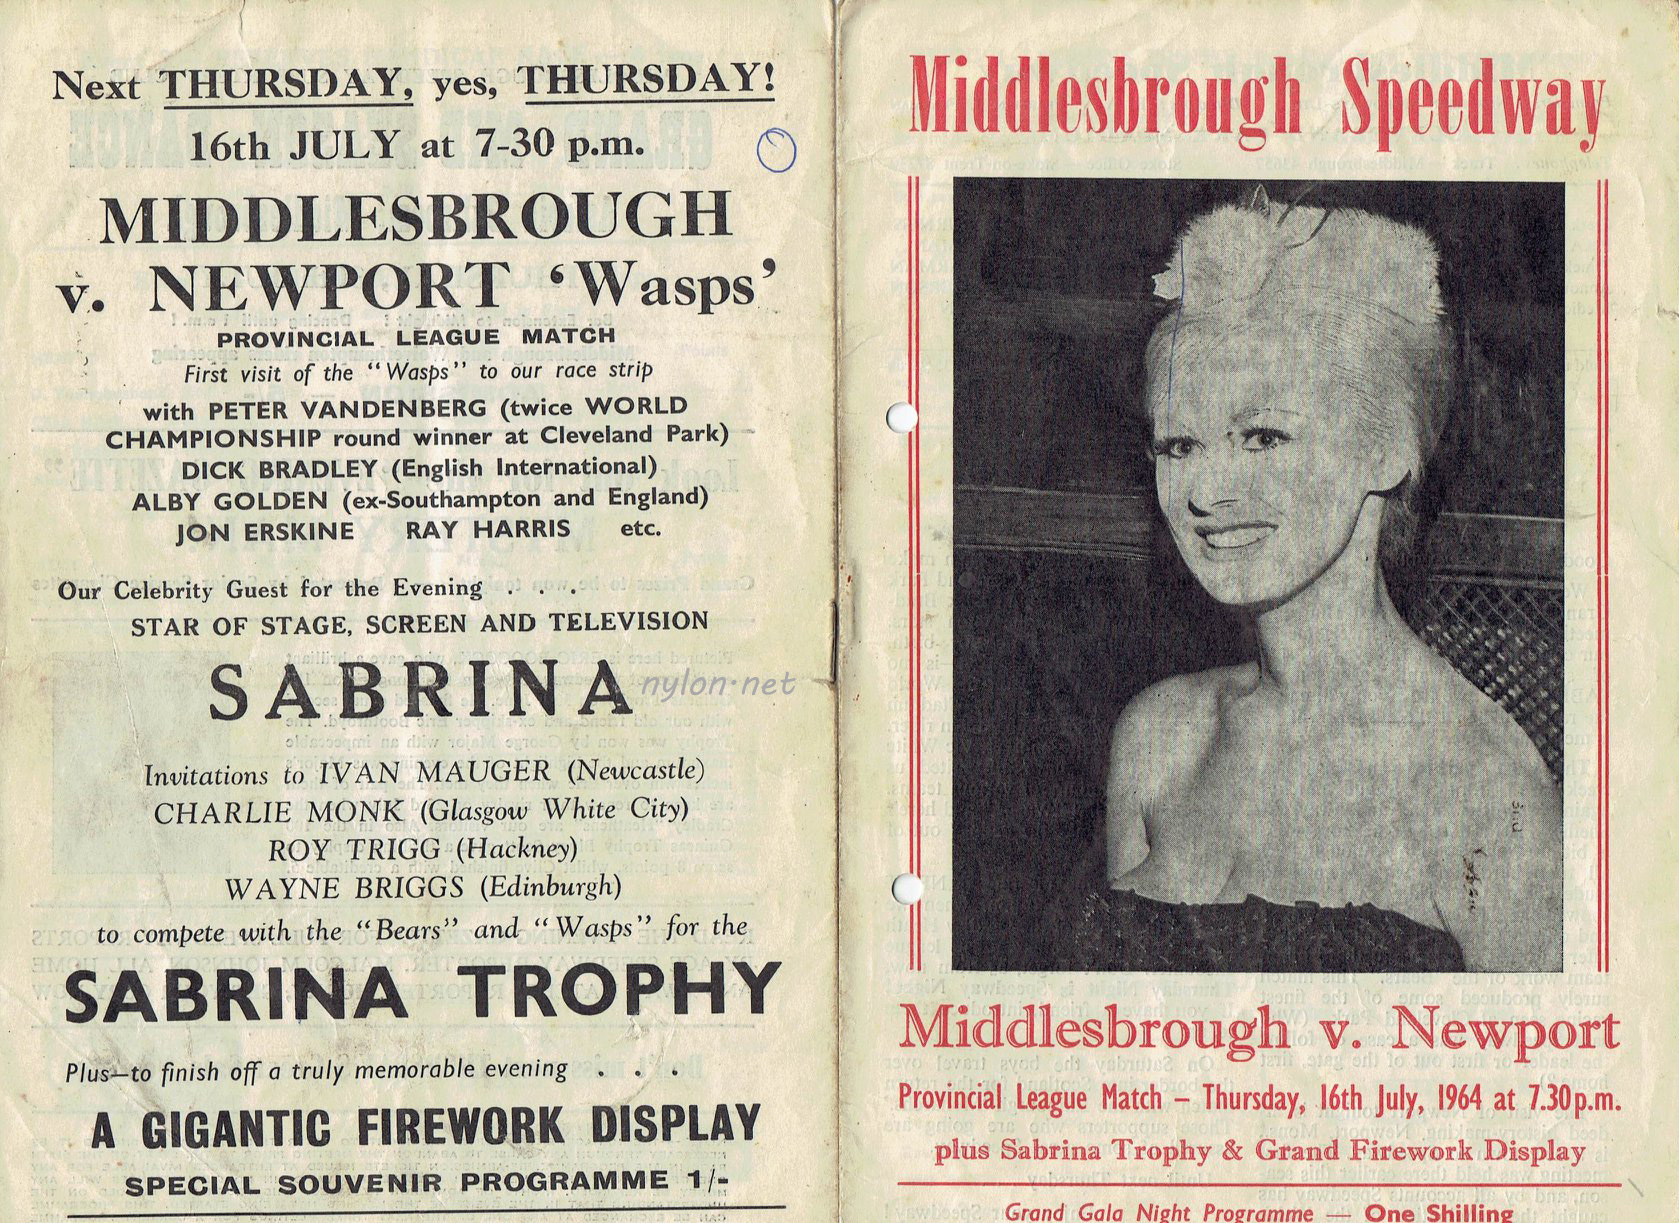 Next THURSDAY, yes, THURSDAY!
16th JULY at 7-30 p.m.
MIDDLESBROUGH
v. NEWPORT ‘Wasps’
PROVINCIAL LEAGUE MATCH
First visit of the “Wasps” to our race strip
with PETER VANDENBERG (twice WORLD
CHAMPIONSHIP round winner at Cleveland Park)
DICK BRADLEY (English International)
ALBY GOLDEN (ex-Southampton and England)
JON ERSKINE RAY HARRIS etc.
Our Celebrity Guest for the Evening . . .
STAR OF STAGE, SCREEN AND TELEVISION
SABRINA
nylon·net
Invitations to IVAN MAUGER (Newcastle)
CHARLIE MONK (Glasgow White City)
ROY TRIGG (Hackney)
WAYNE BRIGGS (Edinburgh)
to compete with the “Bears” and “Wasps” for the
SABRINA TROPHY
Plus—to finish off a truly memorable evening . . .
A GIGANTIC FIREWORK DISPLAY
SPECIAL SOUVENIR PROGRAMME 1/-
Middlesbrough Speedway
Middlesbrough v. Newport
Provincial League Match – Thursday, 16th July, 1964 at 7.30 p.m.
plus Sabrina Trophy & Grand Firework Display
Grand Gala Night Programme — One Shilling